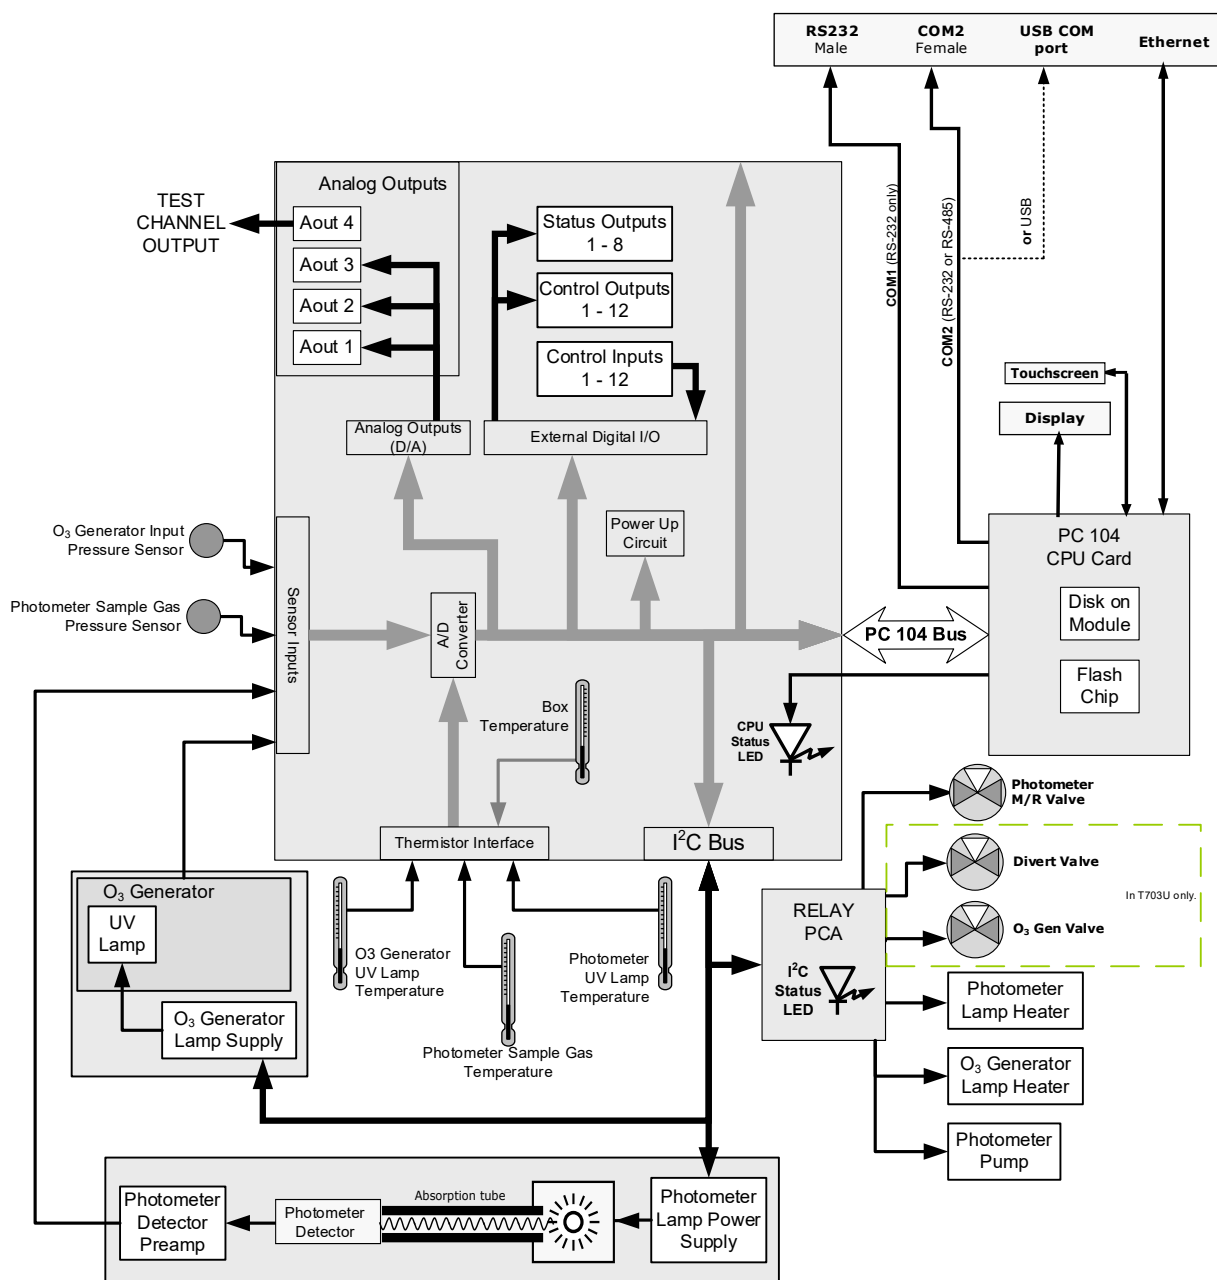 RS232
Male
COM2
Female
USB COM
port
Ethernet
COM1 (RS-232 only)
COM2 (RS-232 or RS-485)
or USB
Analog Outputs
TEST
CHANNEL
OUTPUT
Aout 4
Aout 3
Aout 2
Aout 1
Status Outputs
1 - 8
Control Outputs
1 - 12
Control Inputs
1 - 12
Touchscreen
Display
Analog Outputs
(D/A)
External Digital I/O
O₃ Generator Input
Pressure Sensor
Photometer Sample Gas
Pressure Sensor
Sensor Inputs
A/D
Converter
Power Up
Circuit
PC 104 Bus
PC 104
CPU Card
Disk on
Module
Flash
Chip
Box
Temperature
CPU
Status
LED
Thermistor Interface
I²C Bus
Photometer
M/R Valve
Divert Valve
In T703U only.
O₃ Gen Valve
O₃ Generator
UV
Lamp
O₃ Generator
Lamp Supply
O3 Generator
UV Lamp
Temperature
Photometer Sample Gas
Temperature
Photometer
UV Lamp
Temperature
RELAY
PCA
I²C
Status
LED
Photometer
Lamp Heater
O₃ Generator
Lamp Heater
Photometer
Pump
Photometer
Detector
Preamp
Photometer
Detector
Absorption tube
Photometer
Lamp Power
Supply